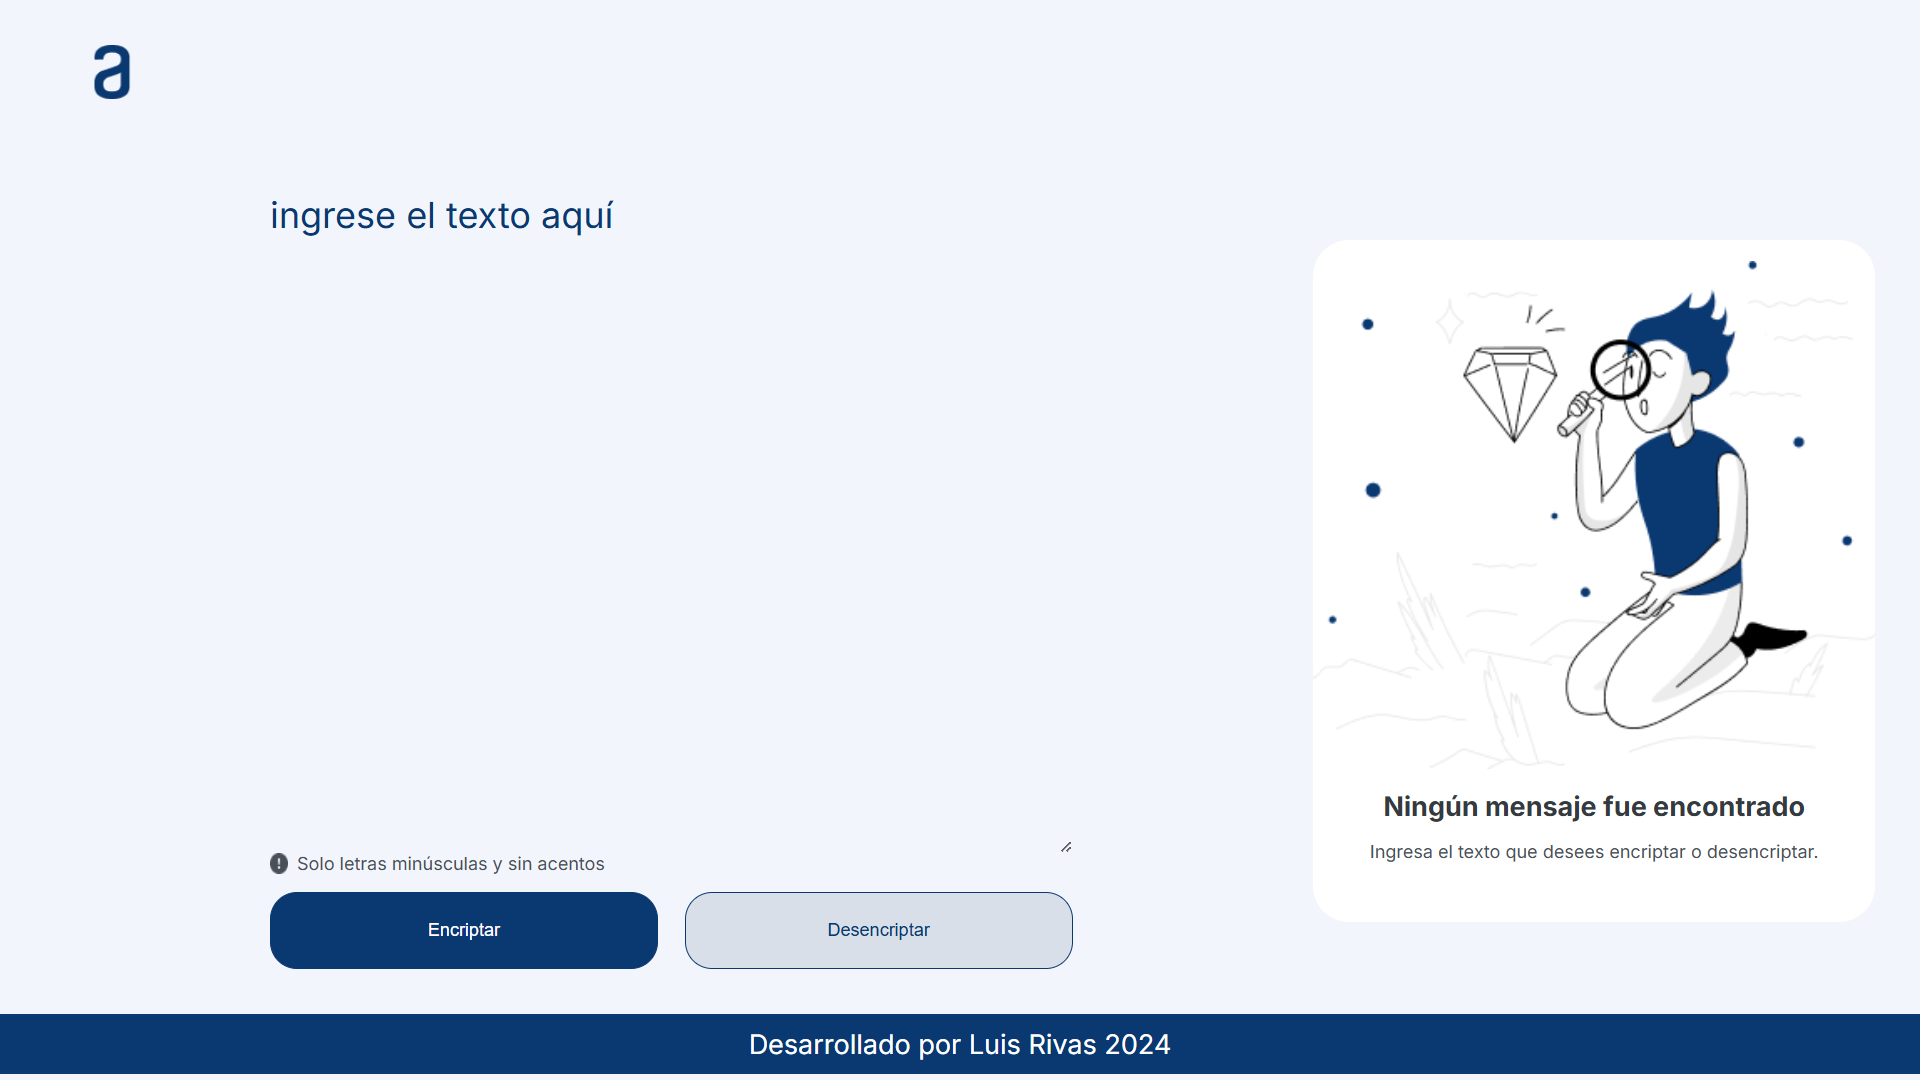 a
ingrese el texto aquí
Solo letras minúsculas y sin acentos
Encriptar
Desencriptar
Ningún mensaje fue encontrado
Ingresa el texto que desees encriptar o desencriptar.
Desarrollado por Luis Rivas 2024